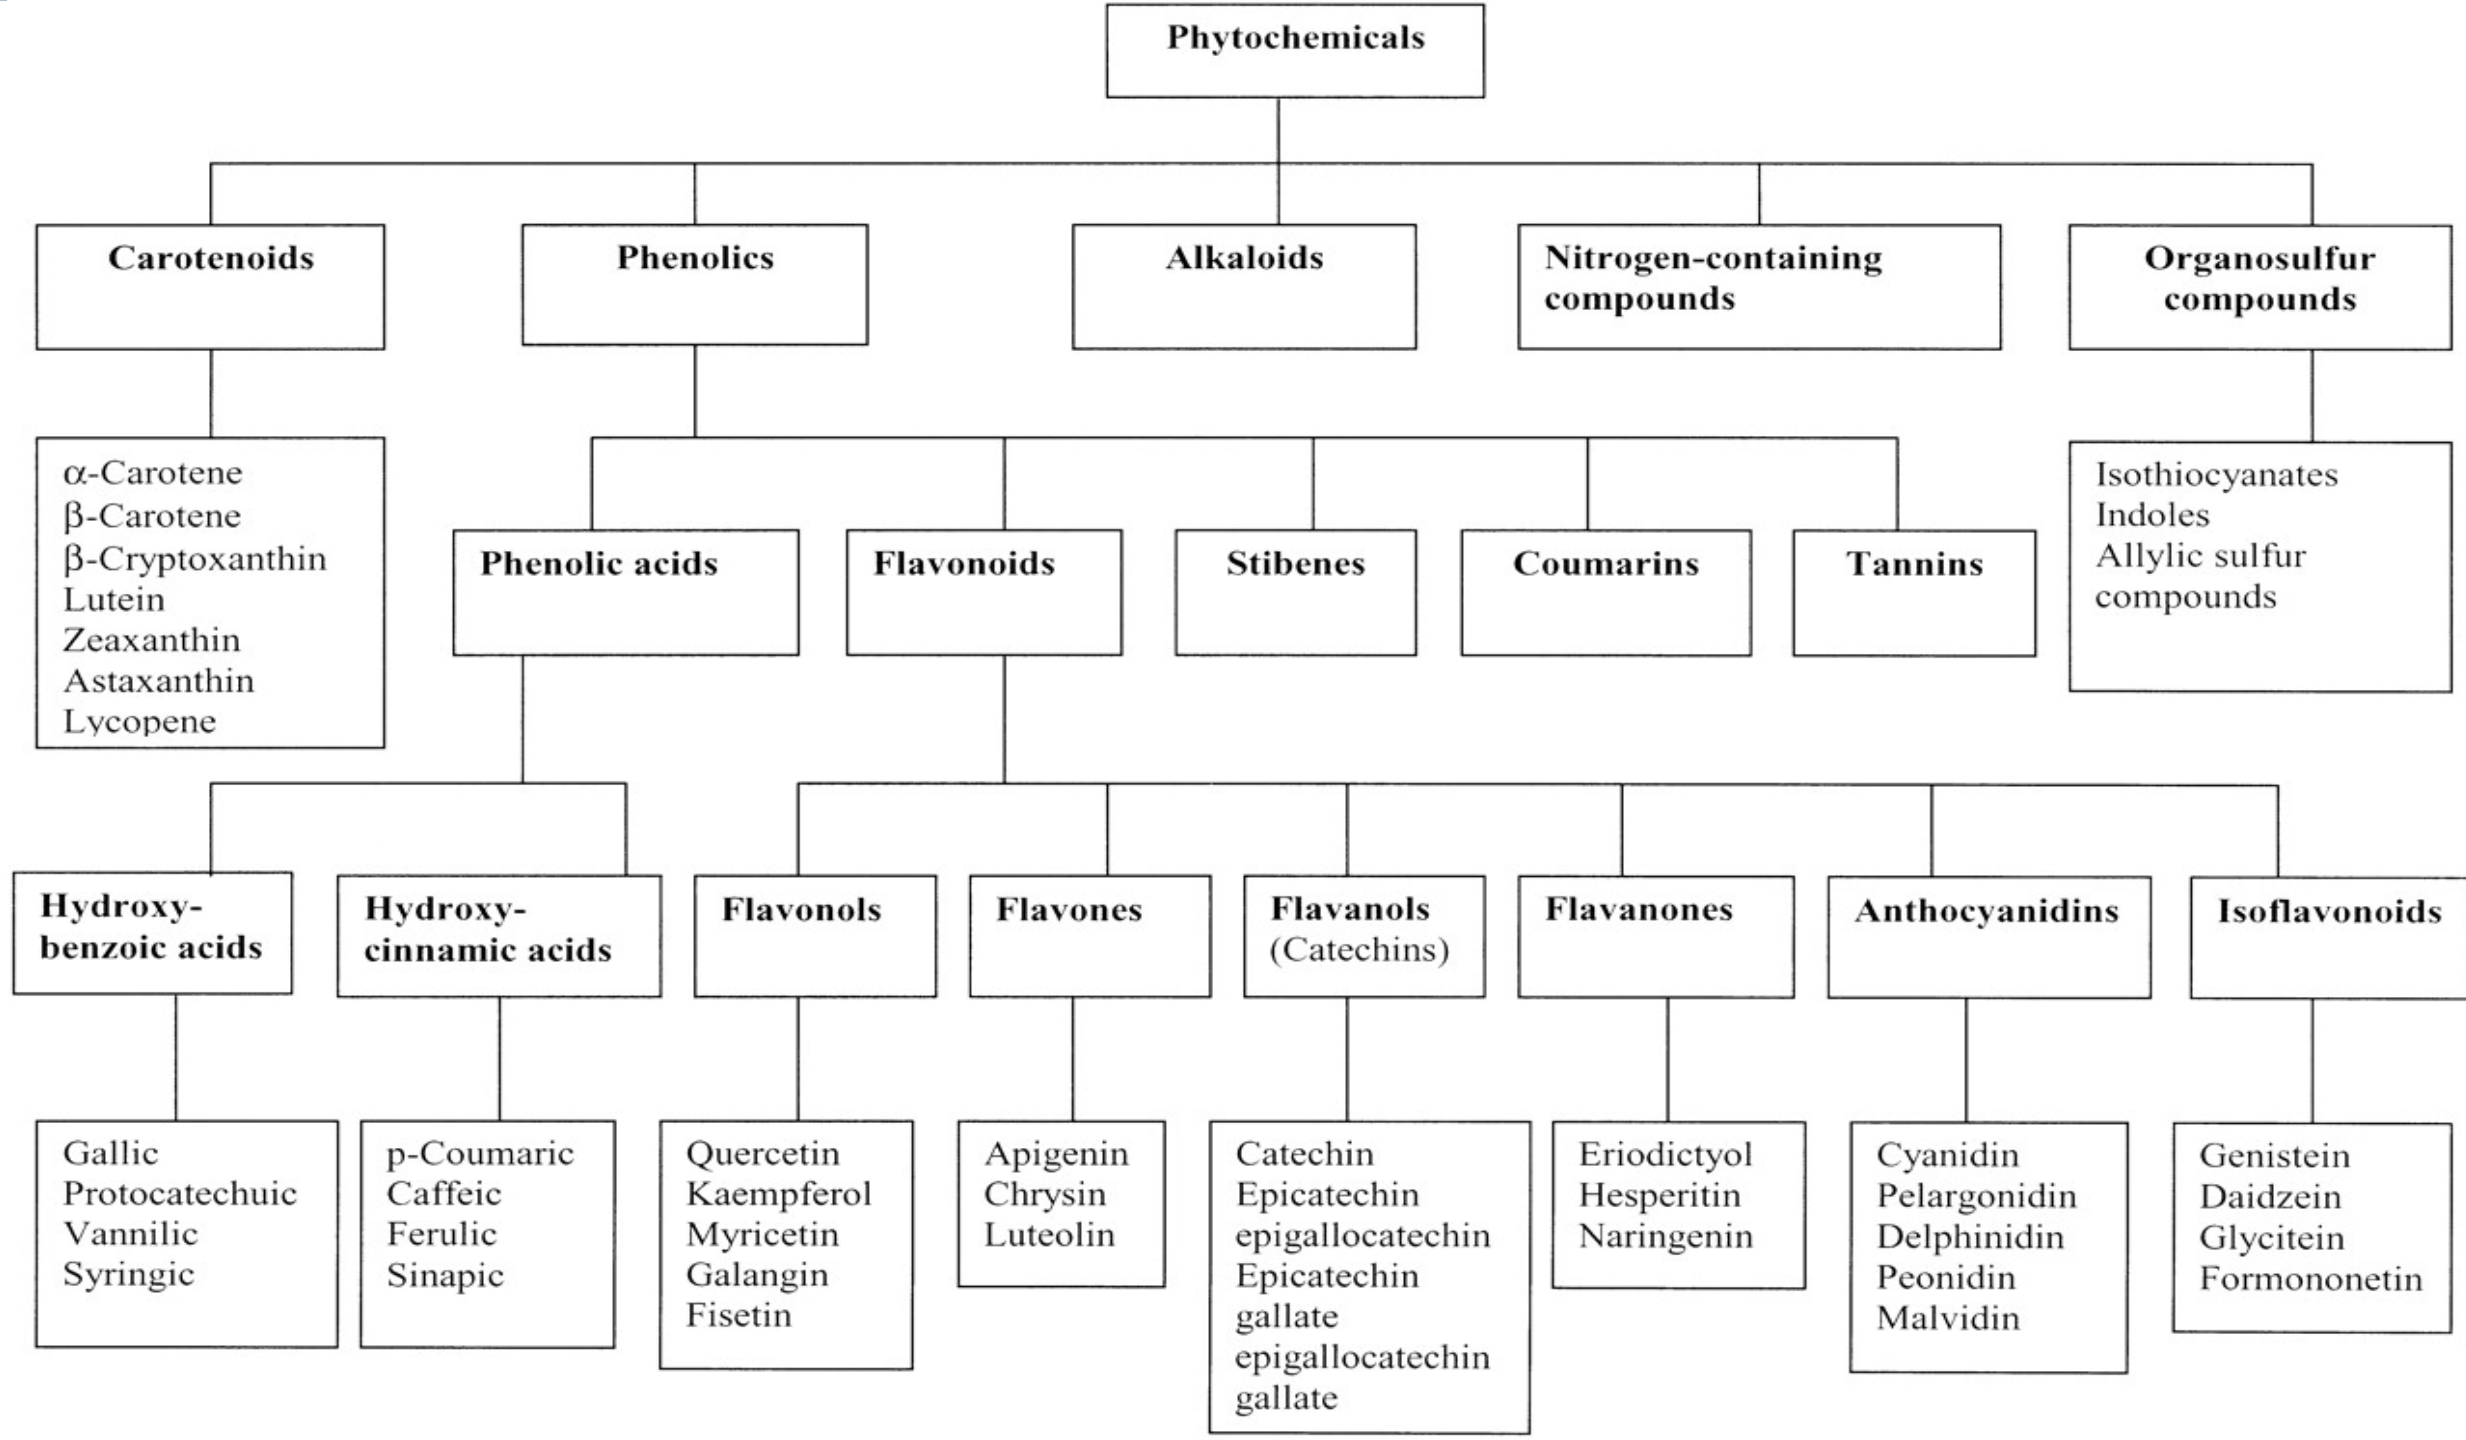 Phytochemicals
Carotenoids
Phenolics
Alkaloids
Nitrogen-containing
compounds
Organosulfur
compounds
α-Carotene
β-Carotene
β-Cryptoxanthin
Lutein
Zeaxanthin
Astaxanthin
Lycopene
Phenolic acids
Flavonoids
Stibenes
Coumarins
Tannins
Isothiocyanates
Indoles
Allylic sulfur
compounds
Hydroxy-
benzoic acids
Hydroxy-
cinnamic acids
Flavonols
Flavones
Flavanols
(Catechins)
Flavanones
Anthocyanidins
Isoflavonoids
Gallic
Protocatechuic
Vannilic
Syringic
p-Coumaric
Caffeic
Ferulic
Sinapic
Quercetin
Kaempferol
Myricetin
Galangin
Fisetin
Apigenin
Chrysin
Luteolin
Catechin
Epicatechin
epigallocatechin
Epicatechin
gallate
epigallocatechin
gallate
Eriodictyol
Hesperitin
Naringenin
Cyanidin
Pelargonidin
Delphinidin
Peonidin
Malvidin
Genistein
Daidzein
Glycitein
Formononetin